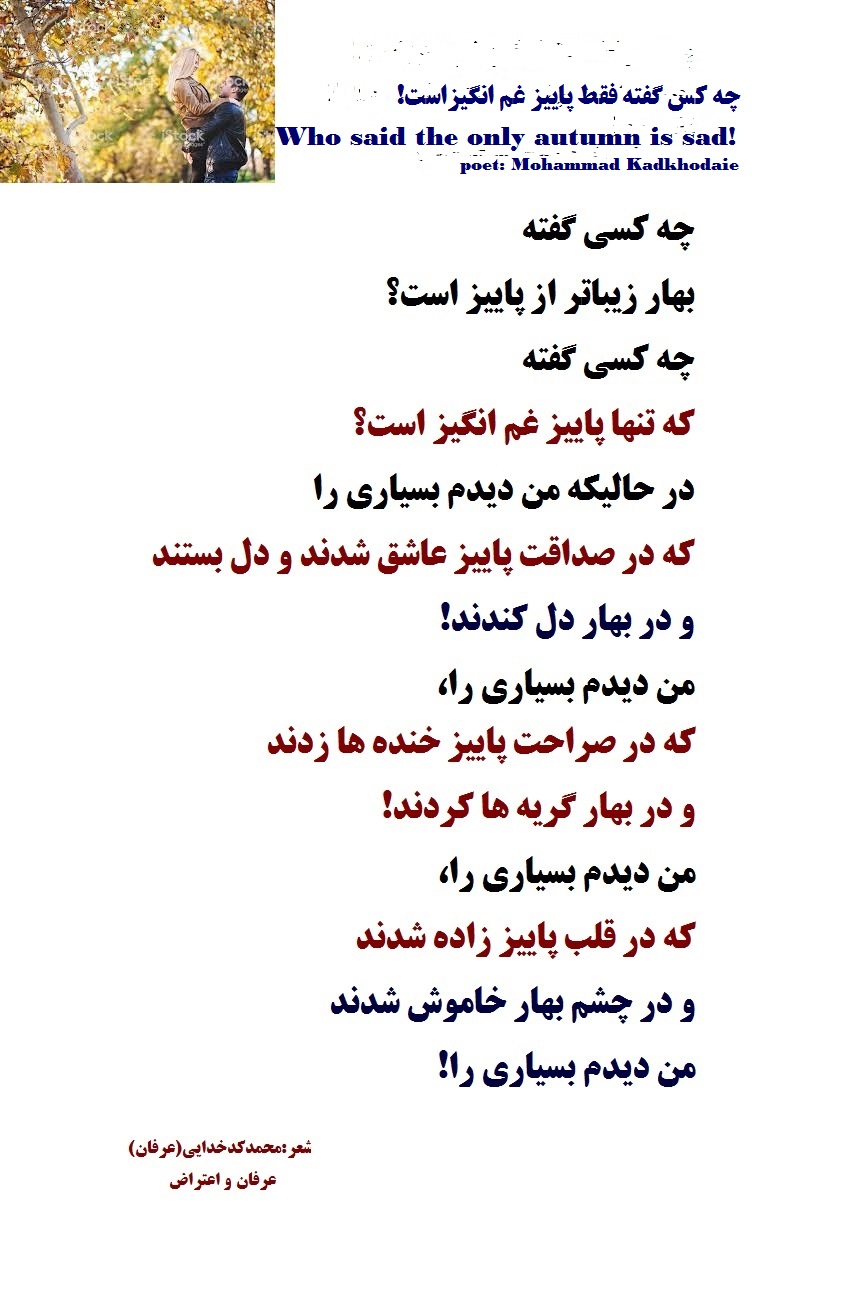 چه کس گفته فقط پاییز غم انگیزاست!
Who said the only autumn is sad!
poet: Mohammad Kadkhodaie
چه کسی گفته
بهار زیباتر از پاییز است؟
چه کسی گفته
که تنها پاییز غم انگیز است؟
در حالیکه من دیدم بسیاری را
که در صداقت پاییز عاشق شدند و دل بستند
و در بهار دل کندند!
من دیدم بسیاری را،
که در صراحت پاییز خنده ها زدند
و در بهار گریه ها کردند!
من دیدم بسیاری را،
که در قلب پاییز زاده شدند
و در چشم بهار خاموش شدند
من دیدم بسیاری را!
شعر:محمدکدخدایی(عرفان)
عرفان و اعتراض
iStock
iStock